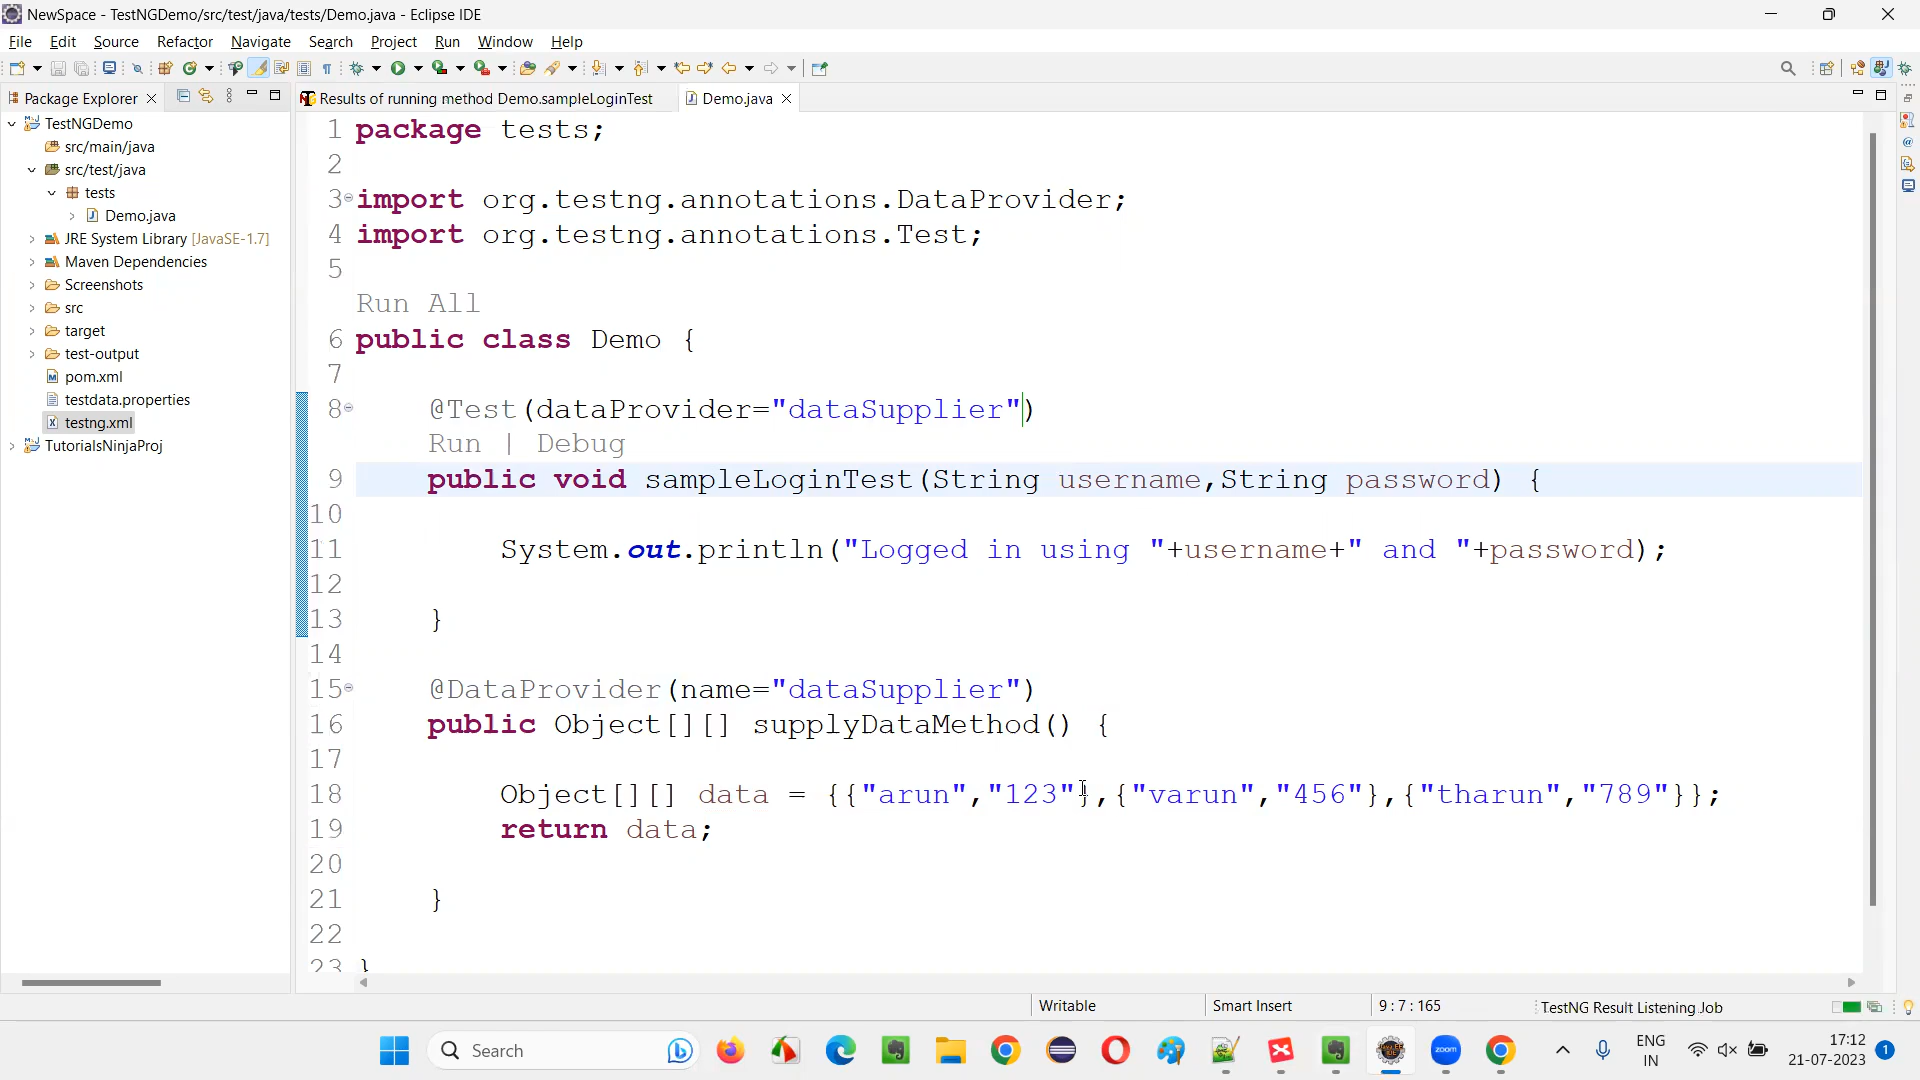 NewSpace - TestNGDemo/src/test/java/tests/Demo.java - Eclipse IDE
File Edit Source Refactor Navigate Search Project Run Window Help
Package Explorer
Results of running method Demo.sampleLoginTest
Demo.java
TestNGDemo
src/main/java
src/test/java
tests
Demo.java
JRE System Library [JavaSE-1.7]
Maven Dependencies
Screenshots
src
target
test-output
pom.xml
testdata.properties
testng.xml
TutorialsNinjaProj
1 package tests;
2
3 import org.testng.annotations.DataProvider;
4 import org.testng.annotations.Test;
5
Run All
6 public class Demo {
7
8 @Test(dataProvider="dataSupplier")
Run | Debug
9 public void sampleLoginTest(String username,String password) {
10
11 System.out.println("Logged in using "+username+" and "+password);
12
13 }
14
15 @DataProvider(name="dataSupplier")
16 public Object[][] supplyDataMethod() {
17
18 Object[][] data = {{"arun","123"},{"varun","456"},{"tharun","789"}};
19 return data;
20
21 }
22
23 }
Writable
Smart Insert
9 : 7 : 165
TestNG Result Listening Job
Search
zoom
ENG
IN
17:12
21-07-2023
1